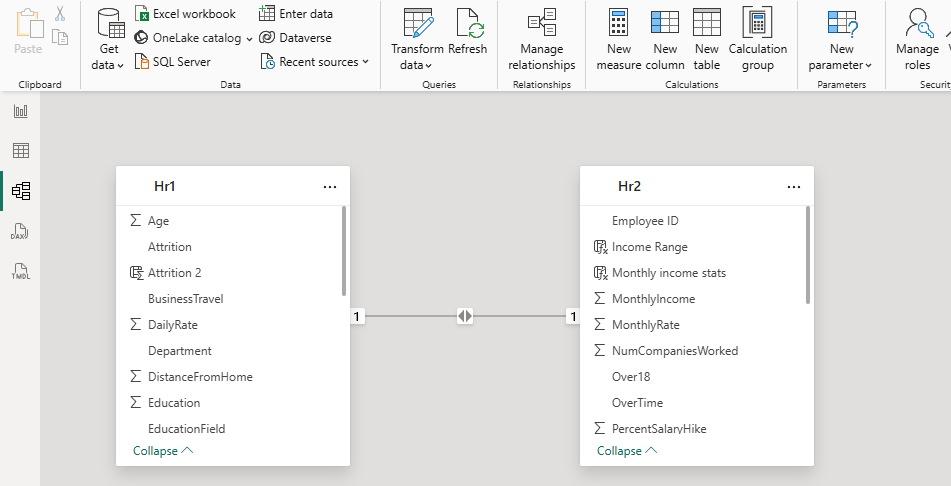 Paste
Clipboard
Get data
Excel workbook
OneLake catalog
SQL Server
Enter data
Dataverse
Recent sources
Data
Transform data
Refresh
Queries
Manage relationships
Relationships
New measure
New column
New table
Calculation group
Calculations
New parameter
Parameters
Manage roles
Securit
DAX
TMDL
Hr1
Age
Attrition
Attrition 2
BusinessTravel
DailyRate
Department
DistanceFromHome
Education
EducationField
Collapse
1
1
Hr2
Employee ID
Income Range
Monthly income stats
MonthlyIncome
MonthlyRate
NumCompaniesWorked
Over18
OverTime
PercentSalaryHike
Collapse